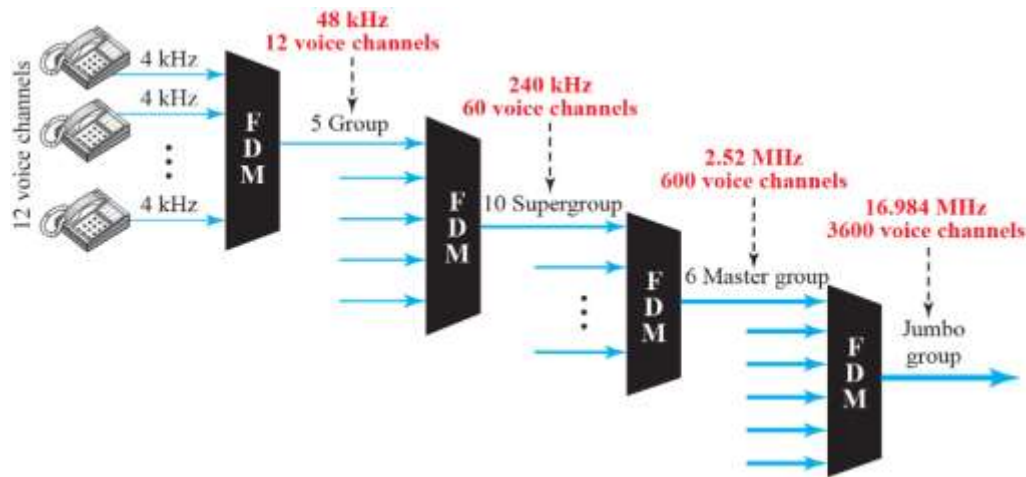 12 voice channels
4 kHz
4 kHz
4 kHz
F
D
M
48 kHz
12 voice channels
5 Group
F
D
M
240 kHz
60 voice channels
10 Supergroup
F
D
M
2.52 MHz
600 voice channels
6 Master group
F
D
M
16.984 MHz
3600 voice channels
Jumbo
group